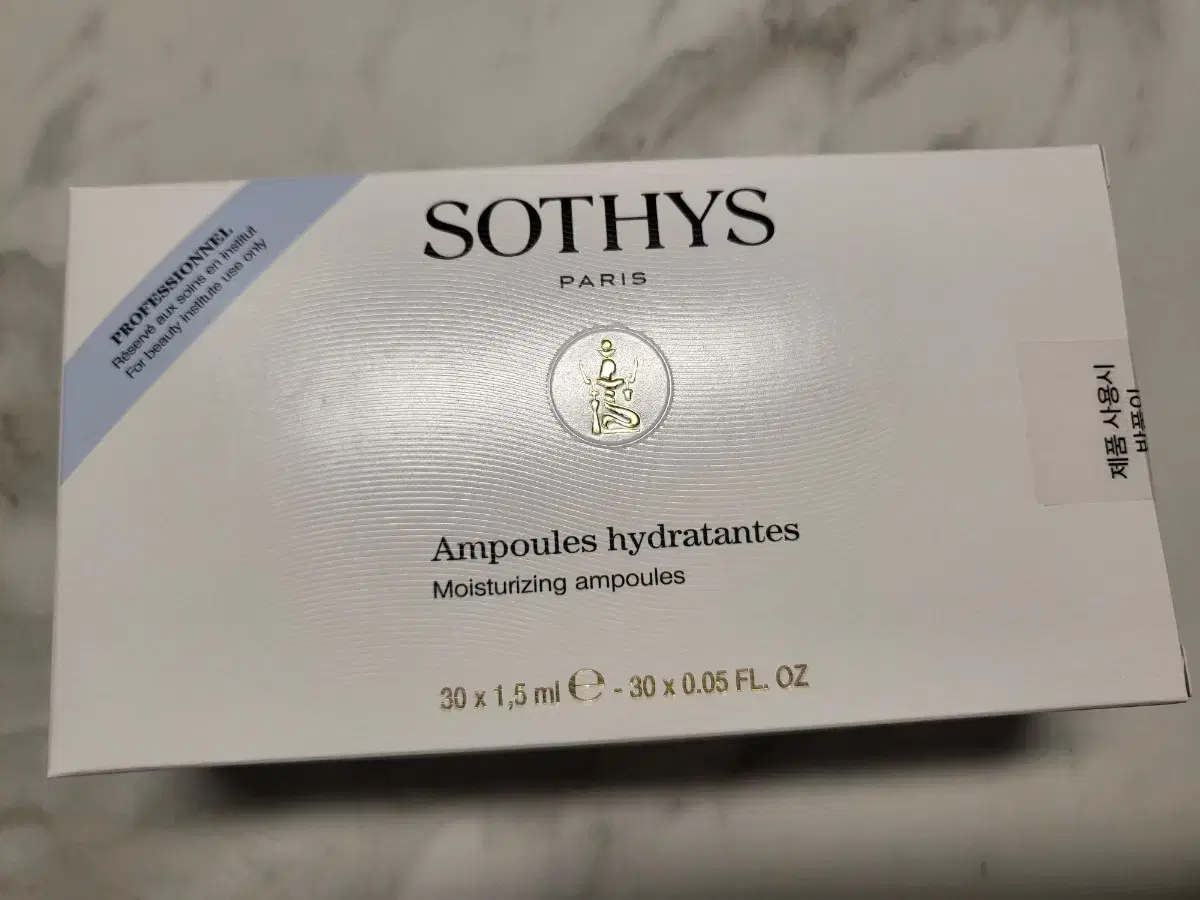 PROFESSIONNEL
Réservé aux soins en institut
For beauty institute use only
SOTHYS
PARIS
Ampoules hydratantes
Moisturizing ampoules
30 x 1,5 ml ℮ - 30 x 0.05 FL. OZ
제품 사용시